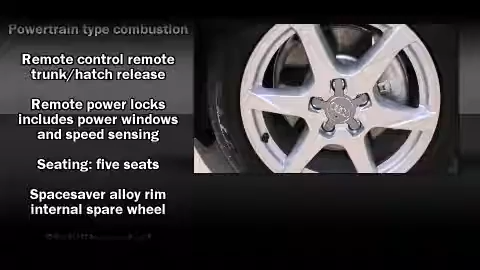 Powertrain type combustion
Remote control remote
trunk/hatch release
Remote power locks
includes power windows
and speed sensing
Seating: five seats
Spacesaver alloy rim
internal spare wheel